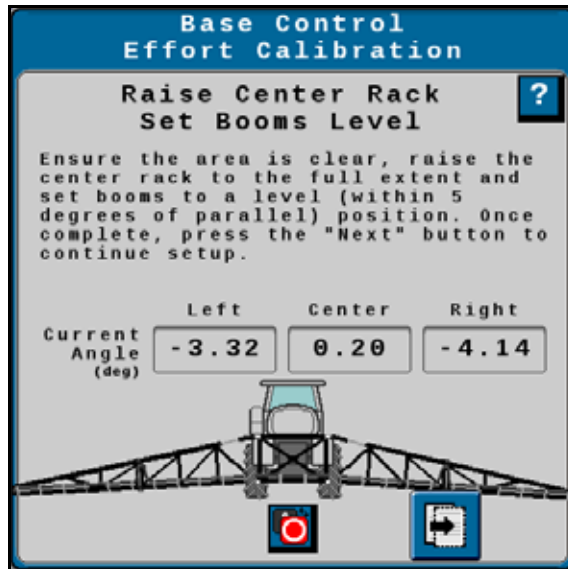 Base Control
Effort Calibration
Raise Center Rack
Set Booms Level
?
Ensure the area is clear, raise the
center rack to the full extent and
set booms to a level (within 5
degrees of parallel) position. Once
complete, press the "Next" button to
continue setup.
Left Center Right
Current
Angle
(deg)
-3.32 0.20 -4.14